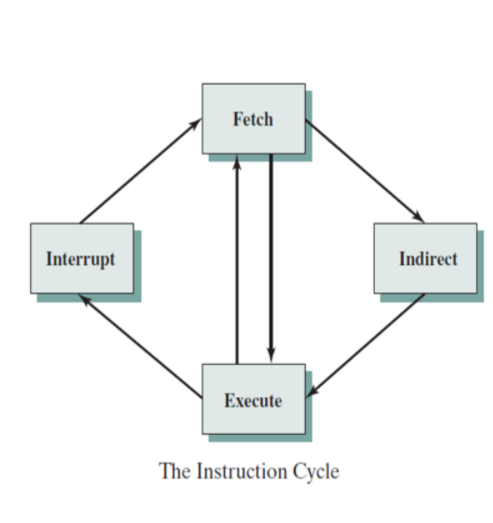 Fetch
Interrupt
Indirect
Execute
The Instruction Cycle